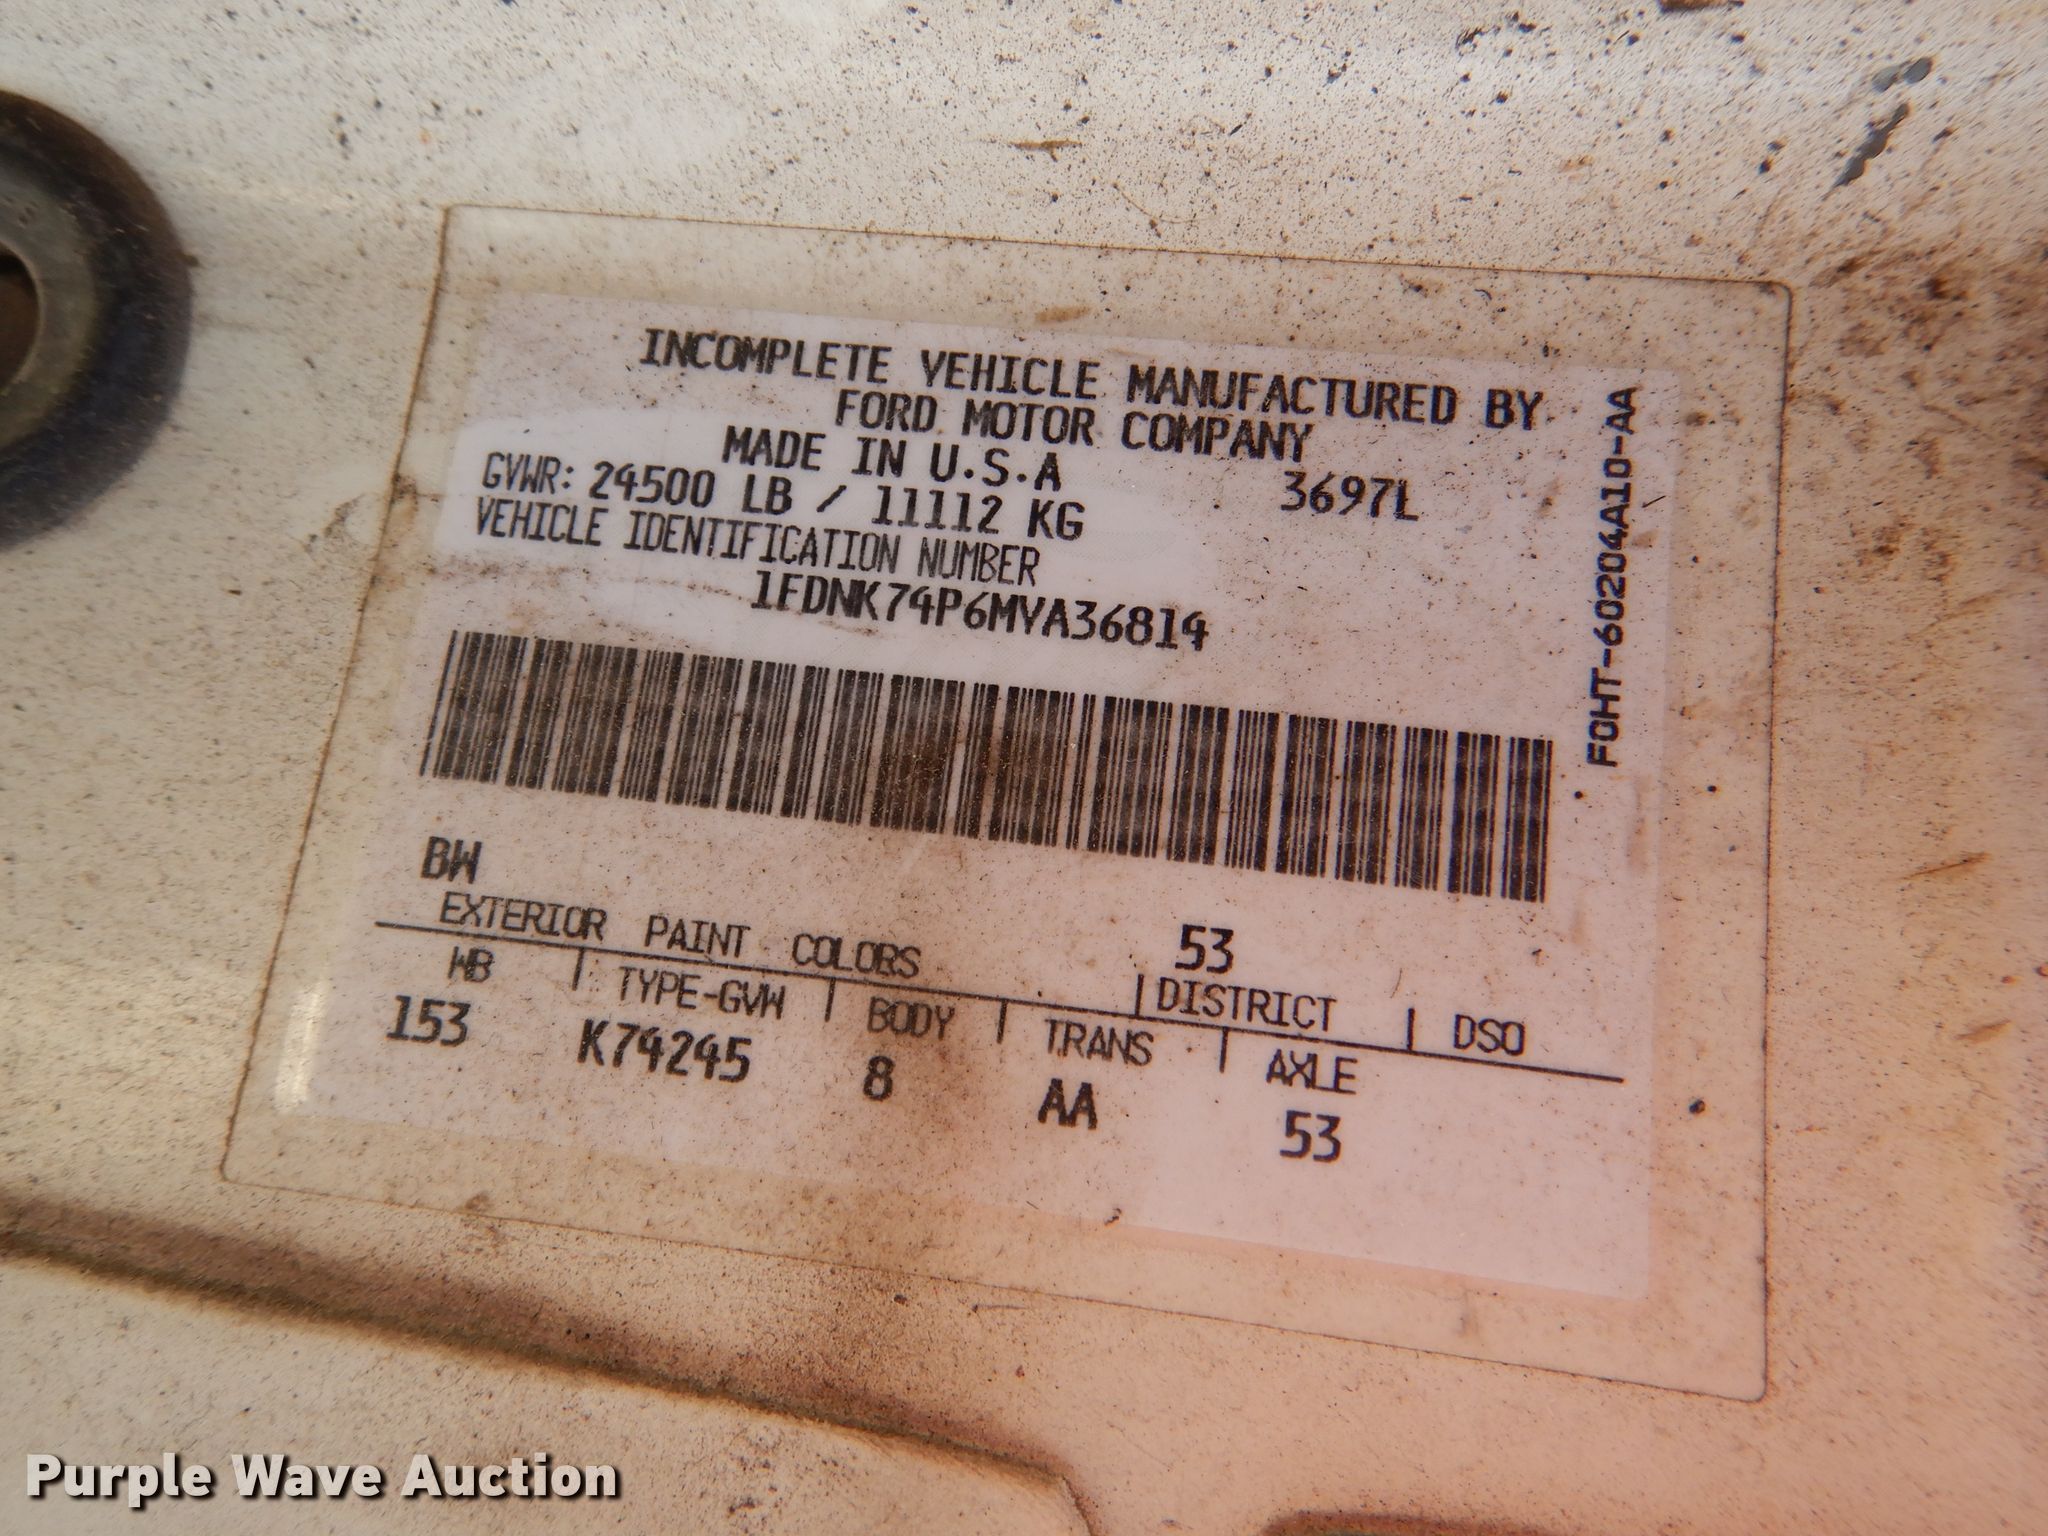 INCOMPLETE VEHICLE MANUFACTURED BY
FORD MOTOR COMPANY
MADE IN U.S.A
GVWR: 24500 LB / 11112 KG 3697L
VEHICLE IDENTIFICATION NUMBER
1FDNK74P6MVA36814
F0HT-60204A10-AA
BW 53
EXTERIOR PAINT COLORS | DISTRICT | DSO
WB | TYPE-GVW | BODY | TRANS | AXLE
153 K74245 8 AA 53
Purple Wave Auction